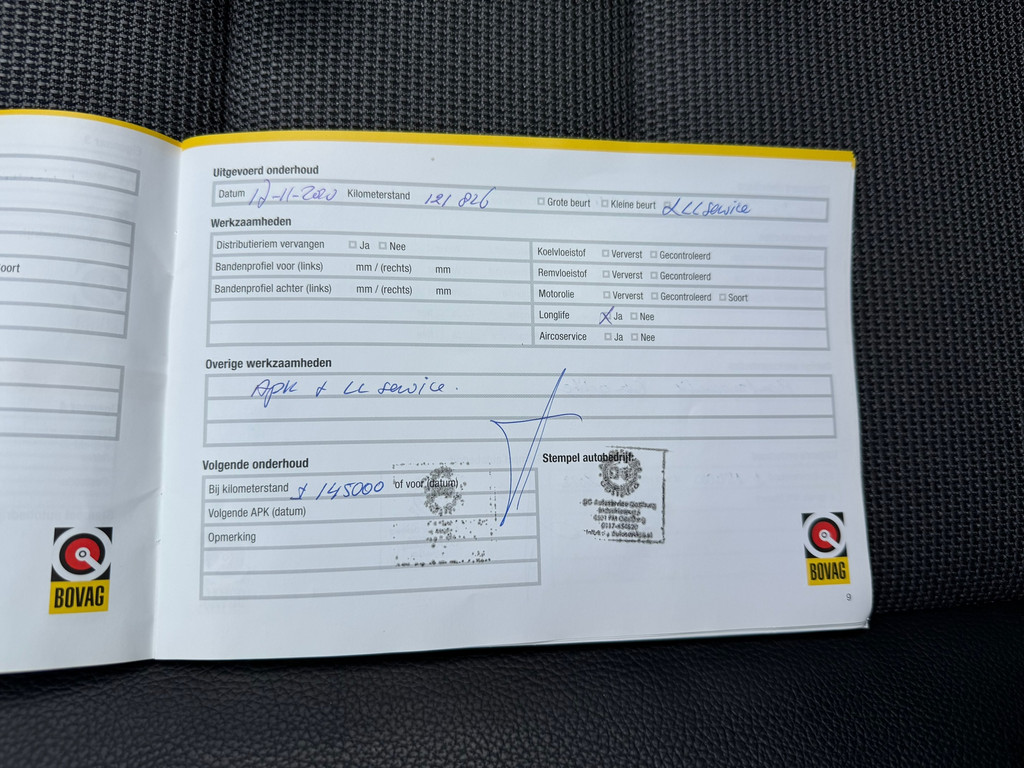 oort
BOVAG
Uitgevoerd onderhoud
Datum 12-11-2020 Kilometerstand 121 826 Grote beurt Kleine beurt LL service
Werkzaamheden
Distributieriem vervangen Ja Nee
Bandenprofiel voor (links) mm / (rechts) mm
Bandenprofiel achter (links) mm / (rechts) mm
Koelvloeistof Ververst Gecontroleerd
Remvloeistof Ververst Gecontroleerd
Motorolie Ververst Gecontroleerd Soort
Longlife X Ja Nee
Aircoservice Ja Nee
Overige werkzaamheden
Apk + LL service.
Volgende onderhoud
Bij kilometerstand ± 145000 of voor (datum)
Volgende APK (datum)
Opmerking
Stempel autobedrijf:
BOVAG
9